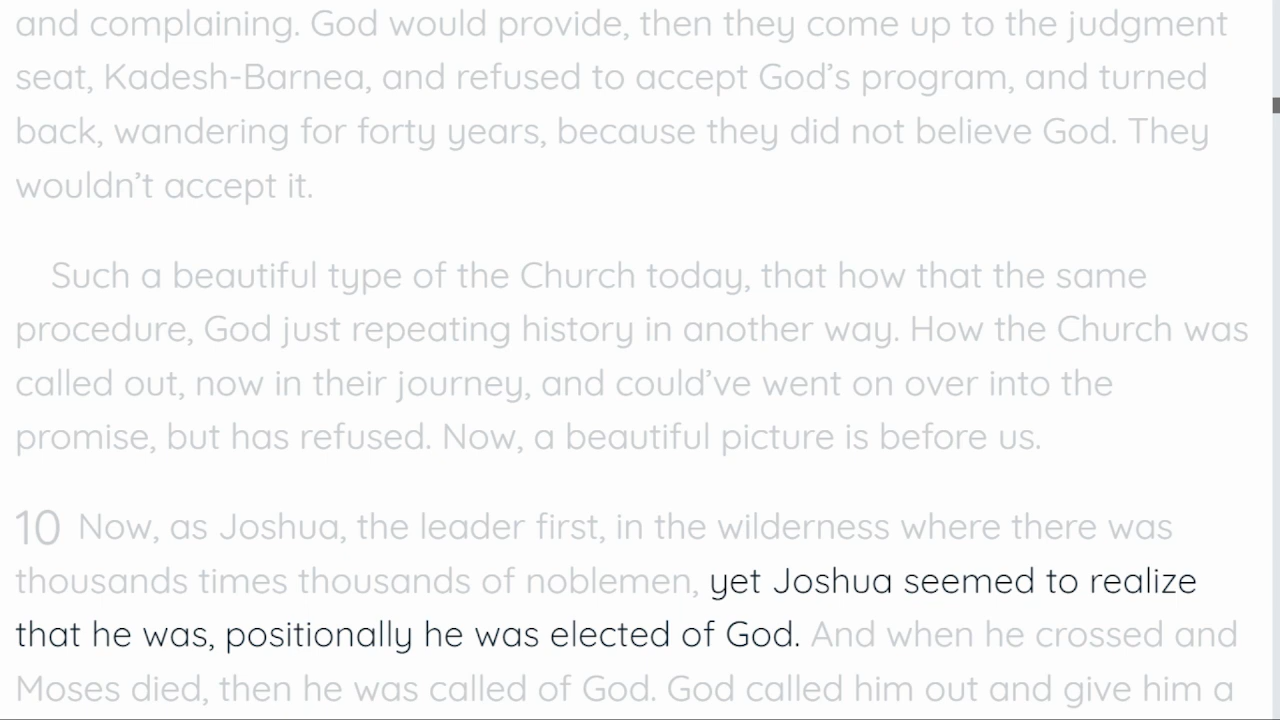 and complaining. God would provide, then they come up to the judgment
seat, Kadesh-Barnea, and refused to accept God’s program, and turned
back, wandering for forty years, because they did not believe God. They
wouldn’t accept it.
Such a beautiful type of the Church today, that how that the same
procedure, God just repeating history in another way. How the Church was
called out, now in their journey, and could’ve went on over into the
promise, but has refused. Now, a beautiful picture is before us.
10 Now, as Joshua, the leader first, in the wilderness where there was
thousands times thousands of noblemen, yet Joshua seemed to realize
that he was, positionally he was elected of God. And when he crossed and
Moses died, then he was called of God. God called him out and give him a